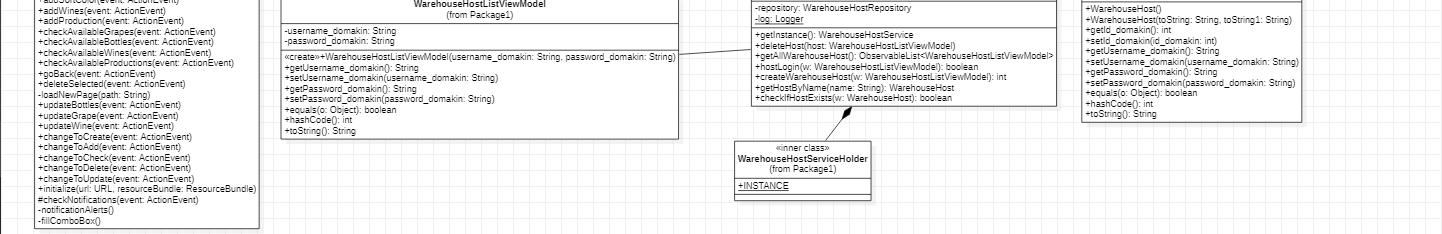 +addWines(event: ActionEvent)
+addProduction(event: ActionEvent)
+checkAvailableGrapes(event: ActionEvent)
+checkAvailableBottles(event: ActionEvent)
+checkAvailableWines(event: ActionEvent)
+checkAvailableProductions(event: ActionEvent)
+goBack(event: ActionEvent)
+deleteSelected(event: ActionEvent)
-loadNewPage(path: String)
+updateBottles(event: ActionEvent)
+updateGrape(event: ActionEvent)
+updateWine(event: ActionEvent)
+changeToCreate(event: ActionEvent)
+changeToAdd(event: ActionEvent)
+changeToCheck(event: ActionEvent)
+changeToDelete(event: ActionEvent)
+changeToUpdate(event: ActionEvent)
+initialize(url: URL, resourceBundle: ResourceBundle)
#checkNotifications(event: ActionEvent)
-notificationAlerts()
-fillComboBox()
WarehouseHostListViewModel
(from Package1)
-username_domakin: String
-password_domakin: String
«create»+WarehouseHostListViewModel(username_domakin: String, password_domakin: String)
+getUsername_domakin(): String
+setUsername_domakin(username_domakin: String)
+getPassword_domakin(): String
+setPassword_domakin(password_domakin: String)
+equals(o: Object): boolean
+hashCode(): int
+toString(): String
-repository: WarehouseHostRepository
-log: Logger
+getInstance(): WarehouseHostService
+deleteHost(host: WarehouseHostListViewModel)
+getAllWarehouseHost(): ObservableList<WarehouseHostListViewModel>
+hostLogin(w: WarehouseHostListViewModel): boolean
+createWarehouseHost(w: WarehouseHostListViewModel): int
+getHostByName(name: String): WarehouseHost
+checkIfHostExists(w: WarehouseHost): boolean
«inner class»
WarehouseHostServiceHolder
(from Package1)
+INSTANCE
+WarehouseHost()
+WarehouseHost(toString: String, toString1: String)
+getId_domakin(): int
+setId_domakin(id_domakin: int)
+getUsername_domakin(): String
+setUsername_domakin(username_domakin: String)
+getPassword_domakin(): String
+setPassword_domakin(password_domakin: String)
+equals(o: Object): boolean
+hashCode(): int
+toString(): String